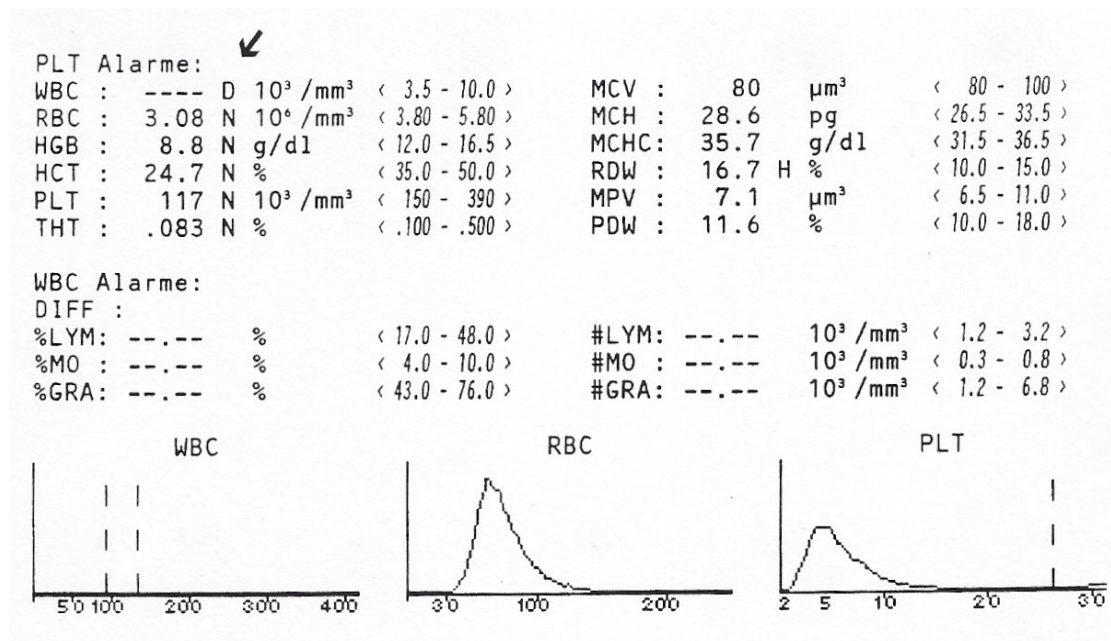 PLT Alarme:
WBC : ---- D 10³/mm³ < 3.5 - 10.0 > MCV : 80 µm³ < 80 - 100 >
RBC : 3.08 N 10⁶/mm³ < 3.80 - 5.80 > MCH : 28.6 pg < 26.5 - 33.5 >
HGB : 8.8 N g/dl < 12.0 - 16.5 > MCHC: 35.7 g/dl < 31.5 - 36.5 >
HCT : 24.7 N % < 35.0 - 50.0 > RDW : 16.7 H % < 10.0 - 15.0 >
PLT : 117 N 10³/mm³ < 150 - 390 > MPV : 7.1 µm³ < 6.5 - 11.0 >
THT : .083 N % < .100 - .500 > PDW : 11.6 % < 10.0 - 18.0 >
WBC Alarme:
DIFF :
%LYM: --.-- % < 17.0 - 48.0 > #LYM: --.-- 10³/mm³ < 1.2 - 3.2 >
%MO : --.-- % < 4.0 - 10.0 > #MO : --.-- 10³/mm³ < 0.3 - 0.8 >
%GRA: --.-- % < 43.0 - 76.0 > #GRA: --.-- 10³/mm³ < 1.2 - 6.8 >
WBC RBC PLT
50 100 200 300 400 30 100 200 2 5 10 20 30